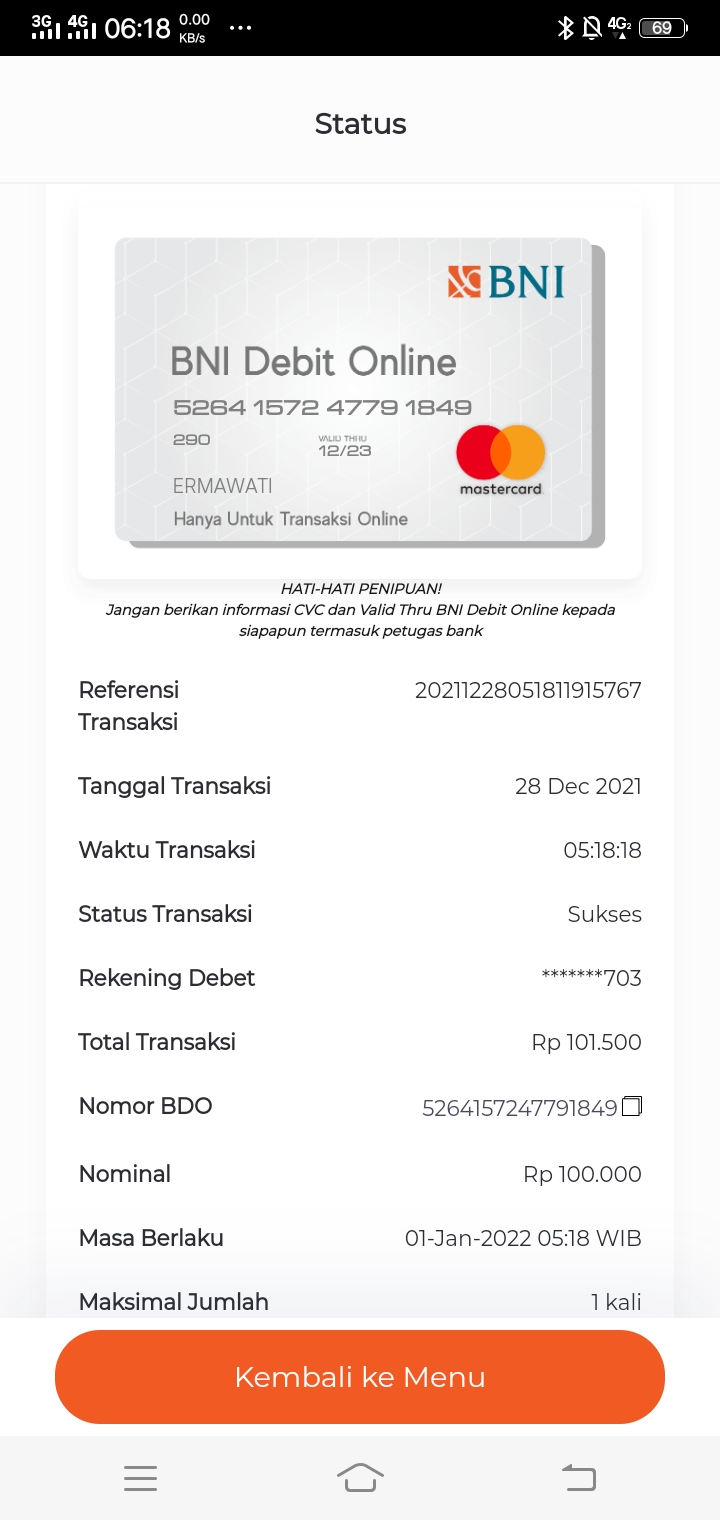 3G 4G 06:18 0.00 KB/s ... 4G2 69
Status
BNI
BNI Debit Online
5264 1572 4779 1849
290 VALID THRU 12/23
ERMAWATI
mastercard
Hanya Untuk Transaksi Online
HATI-HATI PENIPUAN!
Jangan berikan informasi CVC dan Valid Thru BNI Debit Online kepada
siapapun termasuk petugas bank
Referensi 20211228051811915767
Transaksi
Tanggal Transaksi 28 Dec 2021
Waktu Transaksi 05:18:18
Status Transaksi Sukses
Rekening Debet *******703
Total Transaksi Rp 101.500
Nomor BDO 5264157247791849
Nominal Rp 100.000
Masa Berlaku 01-Jan-2022 05:18 WIB
Maksimal Jumlah 1 kali
Kembali ke Menu